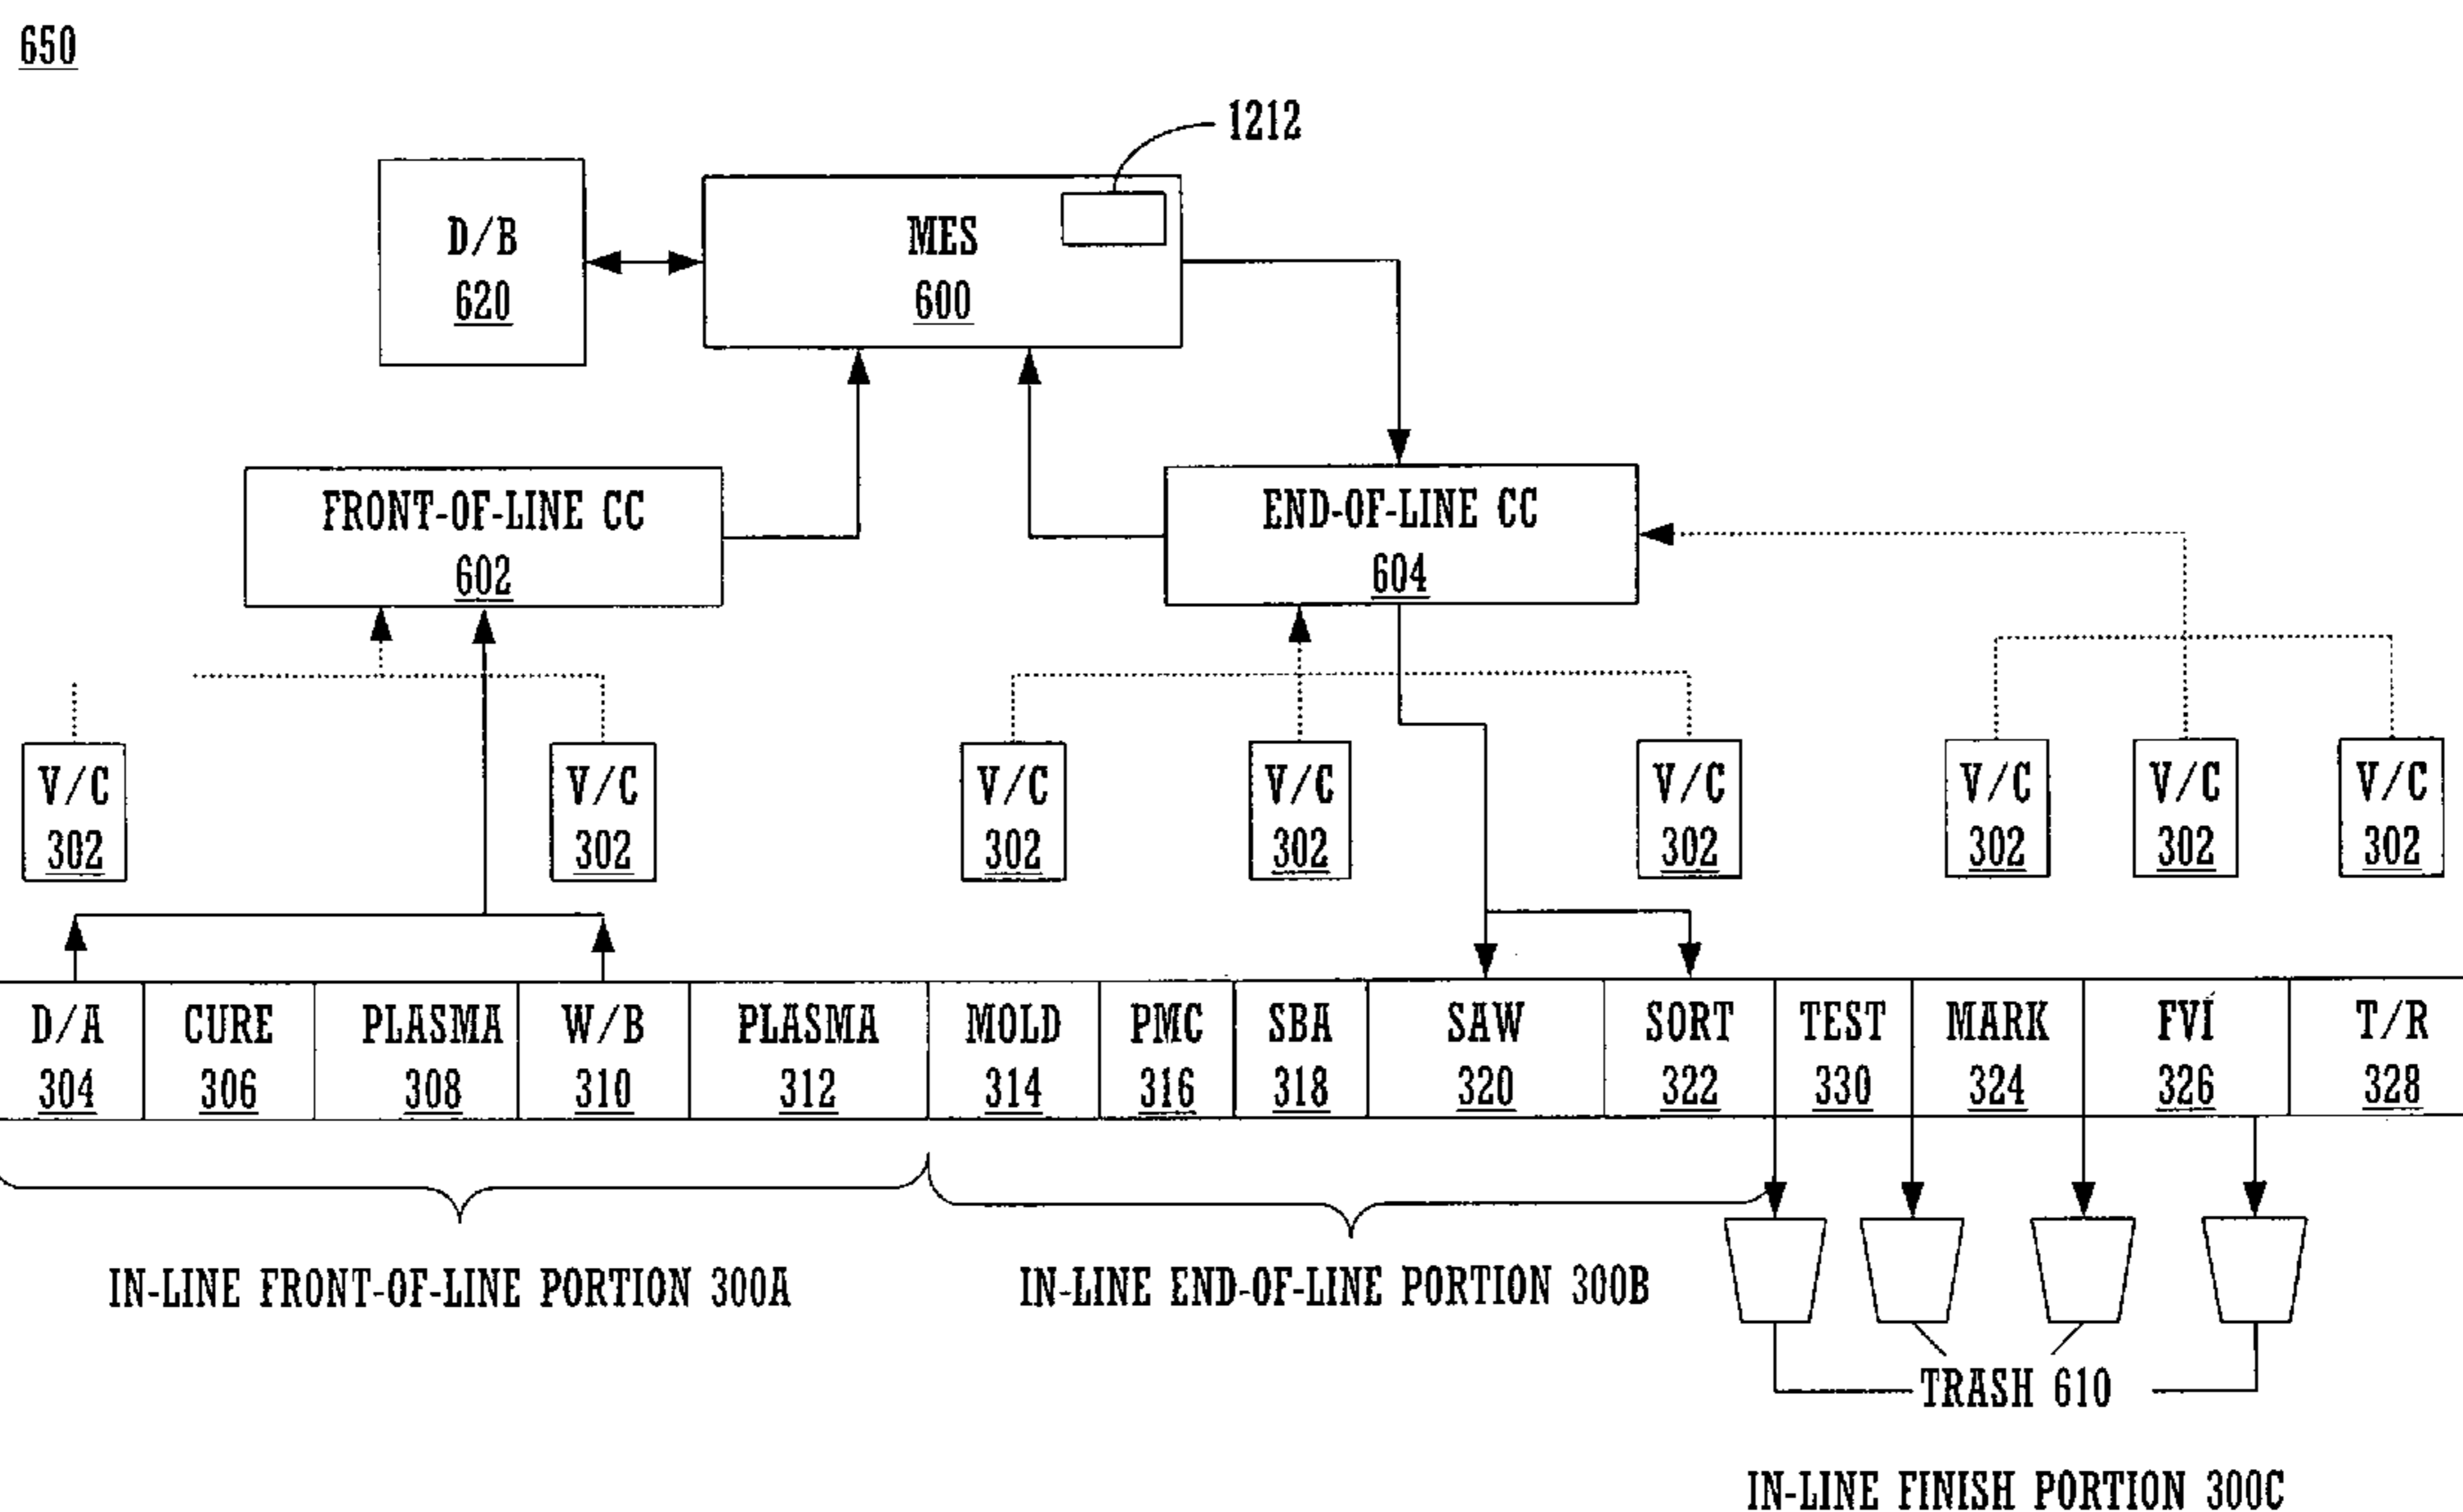 650
1212
D/B
620
MES
600
FRONT-OF-LINE CC
602
END-OF-LINE CC
604
V/C
302
V/C
302
V/C
302
V/C
302
V/C
302
V/C
302
V/C
302
V/C
302
D/A
304
CURE
306
PLASMA
308
W/B
310
PLASMA
312
MOLD
314
PMC
316
SBA
318
SAW
320
SORT
322
TEST
330
MARK
324
FVI
326
T/R
328
IN-LINE FRONT-OF-LINE PORTION 300A
IN-LINE END-OF-LINE PORTION 300B
TRASH 610
IN-LINE FINISH PORTION 300C